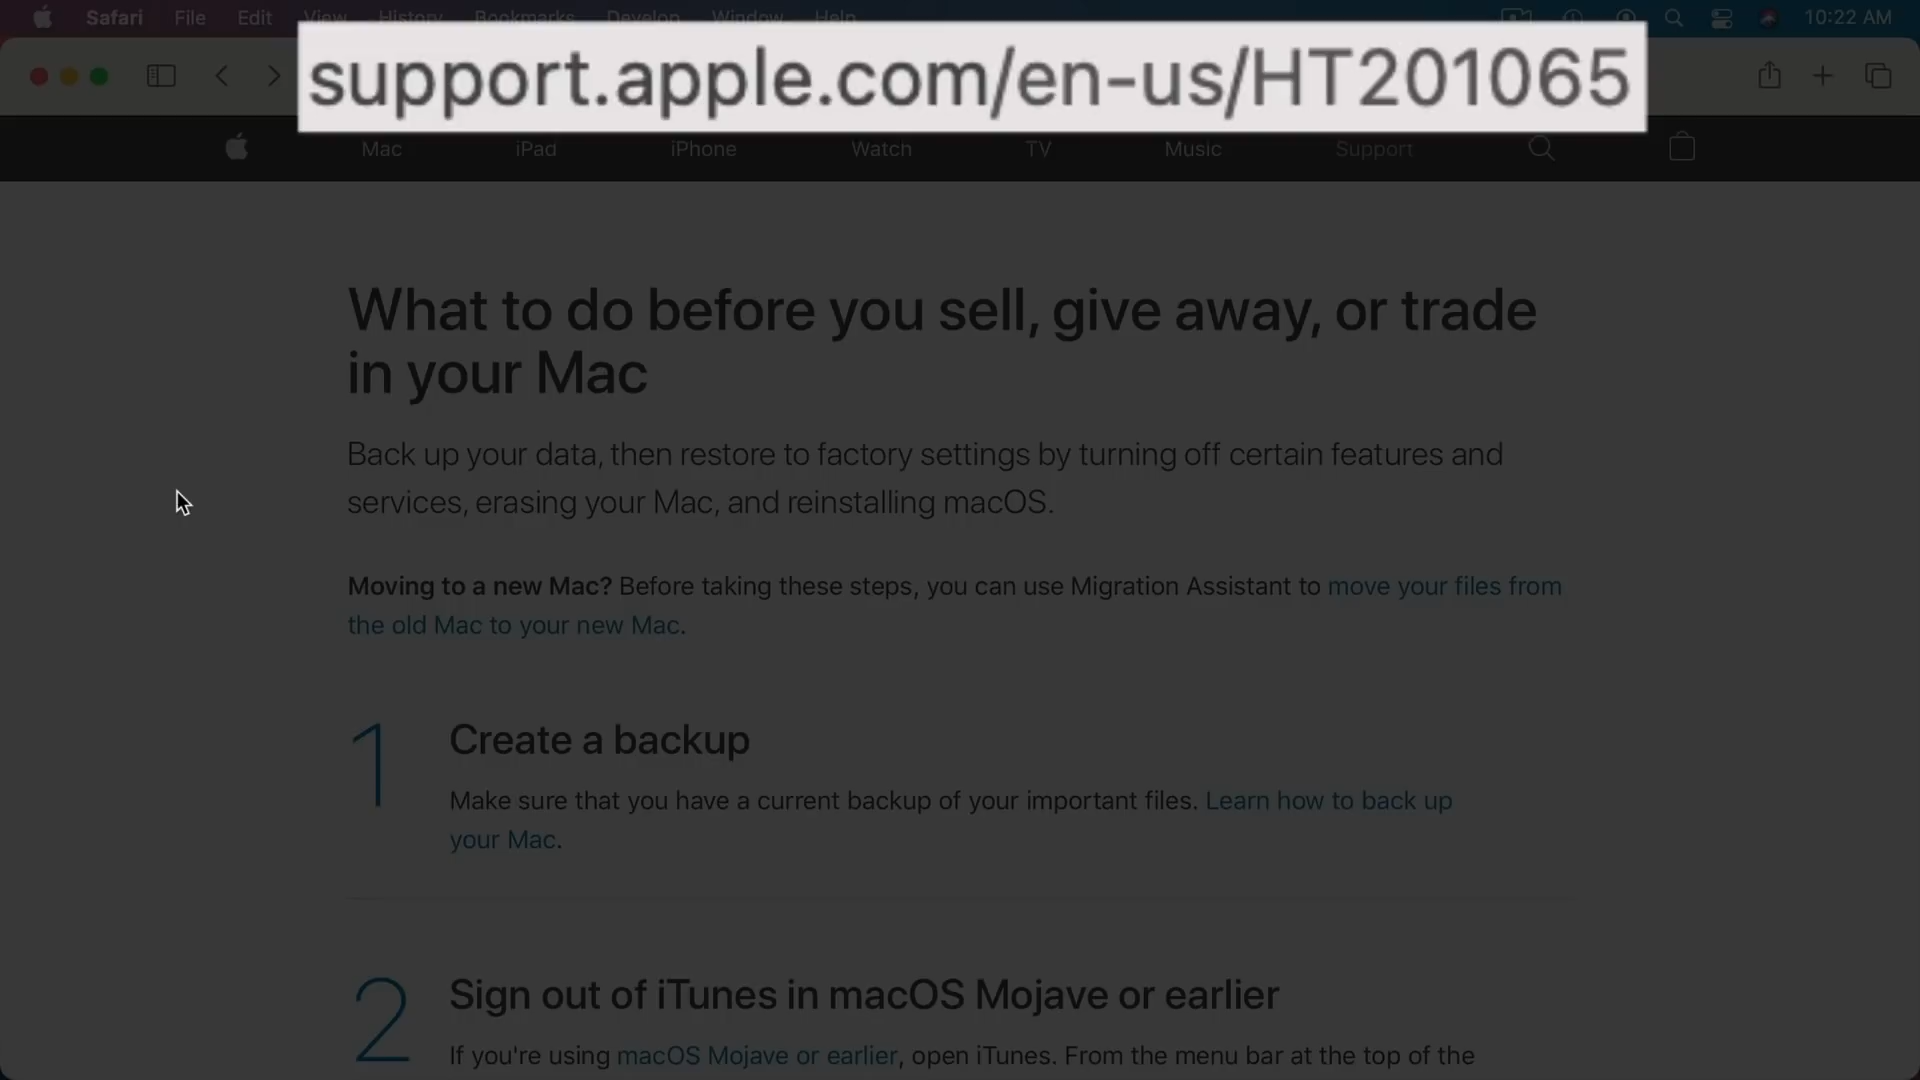 Safari File Edit View History Bookmarks Develop Window Help 10:22 AM
support.apple.com/en-us/HT201065
Mac iPad iPhone Watch TV Music Support
What to do before you sell, give away, or trade
in your Mac
Back up your data, then restore to factory settings by turning off certain features and
services, erasing your Mac, and reinstalling macOS.
Moving to a new Mac? Before taking these steps, you can use Migration Assistant to move your files from
the old Mac to your new Mac.
1 Create a backup
Make sure that you have a current backup of your important files. Learn how to back up
your Mac.
2 Sign out of iTunes in macOS Mojave or earlier
If you're using macOS Mojave or earlier, open iTunes. From the menu bar at the top of the